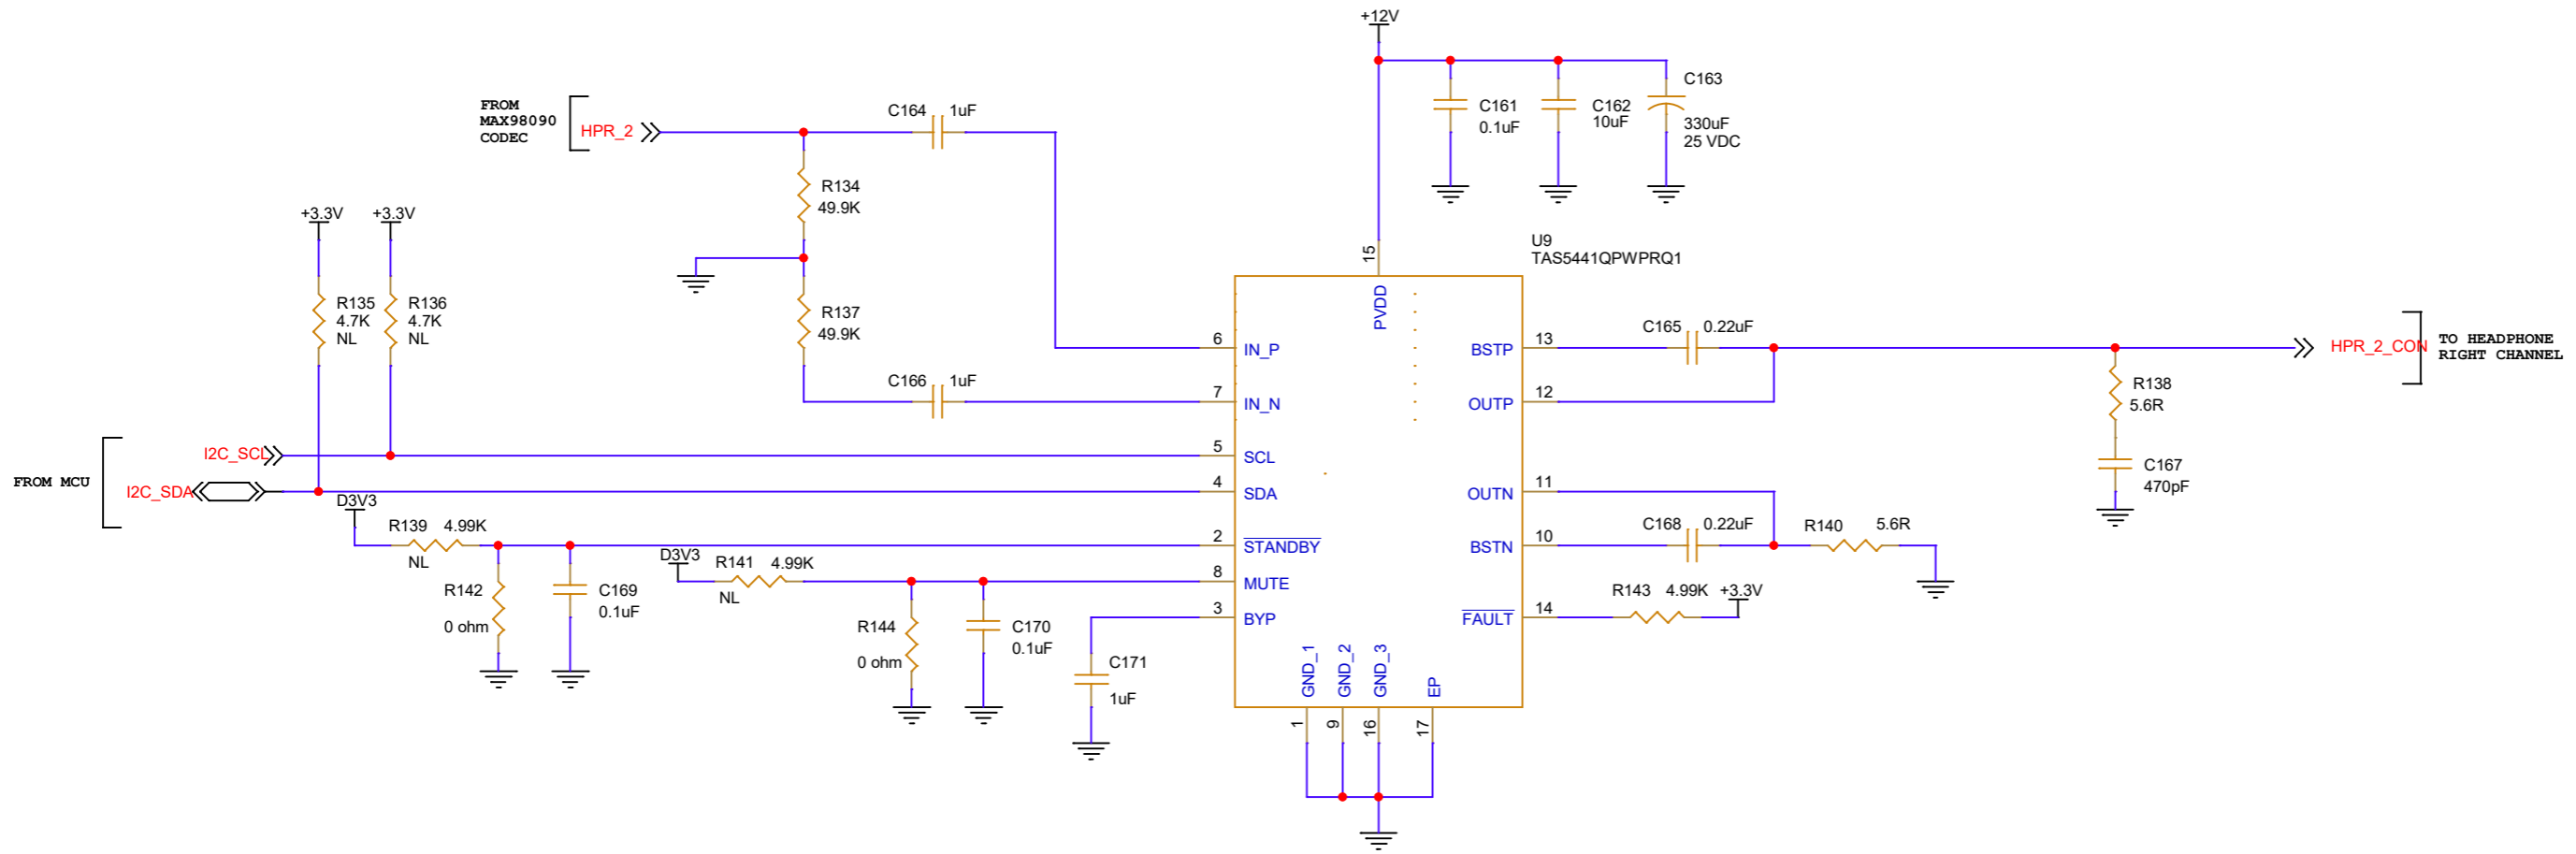 +12V
C163
330uF
25 VDC
C161
0.1uF
C162
10uF
FROM
MAX98090
CODEC
HPR_2
C164 1uF
R134
49.9K
+3.3V
+3.3V
R135
4.7K
NL
R136
4.7K
NL
R137
49.9K
C166 1uF
U9
TAS5441QPWPRQ1
15
PVDD
6 IN_P
7 IN_N
5 SCL
4 SDA
2 STANDBY
8 MUTE
3 BYP
BSTP 13
OUTP 12
OUTN 11
BSTN 10
FAULT 14
GND_1
GND_2
GND_3
EP
1
9
16
17
C165 0.22uF
HPR_2_CON
TO HEADPHONE
RIGHT CHANNEL
R138
5.6R
C167
470pF
C168 0.22uF
R140 5.6R
R143 4.99K +3.3V
FROM MCU
I2C_SCL
I2C_SDA
D3V3
R139 4.99K
NL
R142
0 ohm
C169
0.1uF
D3V3
R141 4.99K
NL
R144
0 ohm
C170
0.1uF
C171
1uF